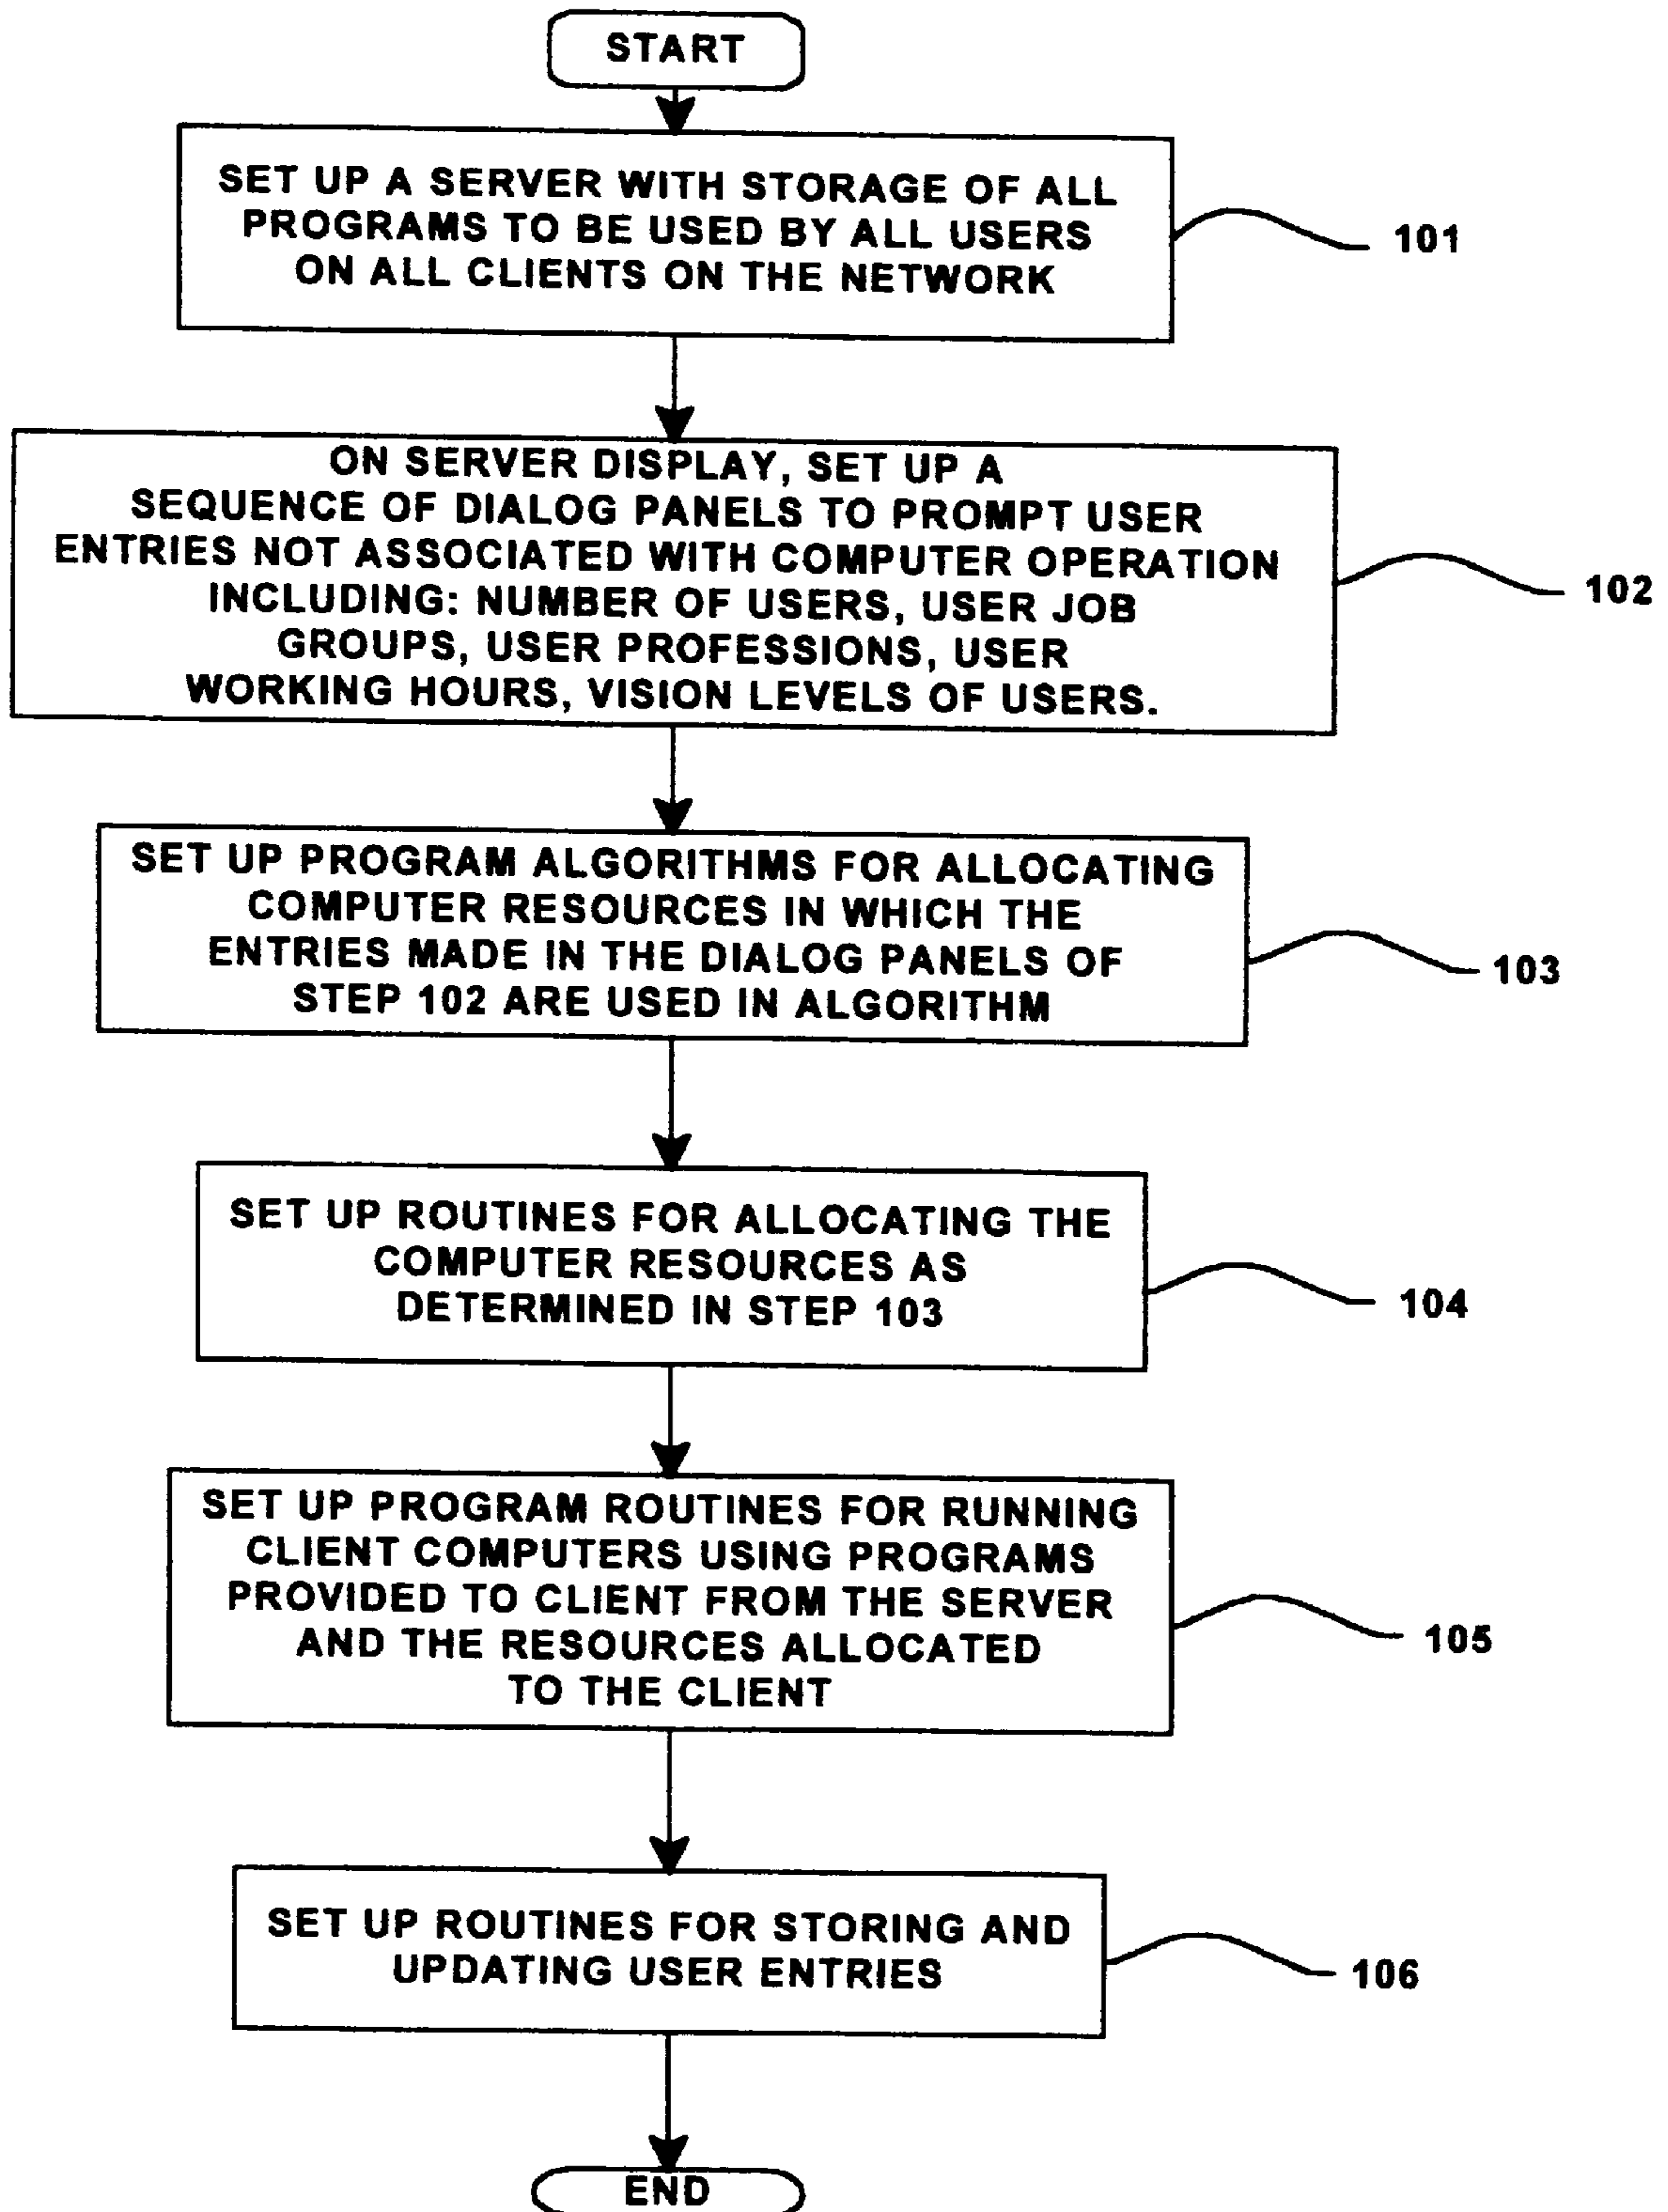 START
SET UP A SERVER WITH STORAGE OF ALL
PROGRAMS TO BE USED BY ALL USERS
ON ALL CLIENTS ON THE NETWORK
101
ON SERVER DISPLAY, SET UP A
SEQUENCE OF DIALOG PANELS TO PROMPT USER
ENTRIES NOT ASSOCIATED WITH COMPUTER OPERATION
INCLUDING: NUMBER OF USERS, USER JOB
GROUPS, USER PROFESSIONS, USER
WORKING HOURS, VISION LEVELS OF USERS.
102
SET UP PROGRAM ALGORITHMS FOR ALLOCATING
COMPUTER RESOURCES IN WHICH THE
ENTRIES MADE IN THE DIALOG PANELS OF
STEP 102 ARE USED IN ALGORITHM
103
SET UP ROUTINES FOR ALLOCATING THE
COMPUTER RESOURCES AS
DETERMINED IN STEP 103
104
SET UP PROGRAM ROUTINES FOR RUNNING
CLIENT COMPUTERS USING PROGRAMS
PROVIDED TO CLIENT FROM THE SERVER
AND THE RESOURCES ALLOCATED
TO THE CLIENT
105
SET UP ROUTINES FOR STORING AND
UPDATING USER ENTRIES
106
END